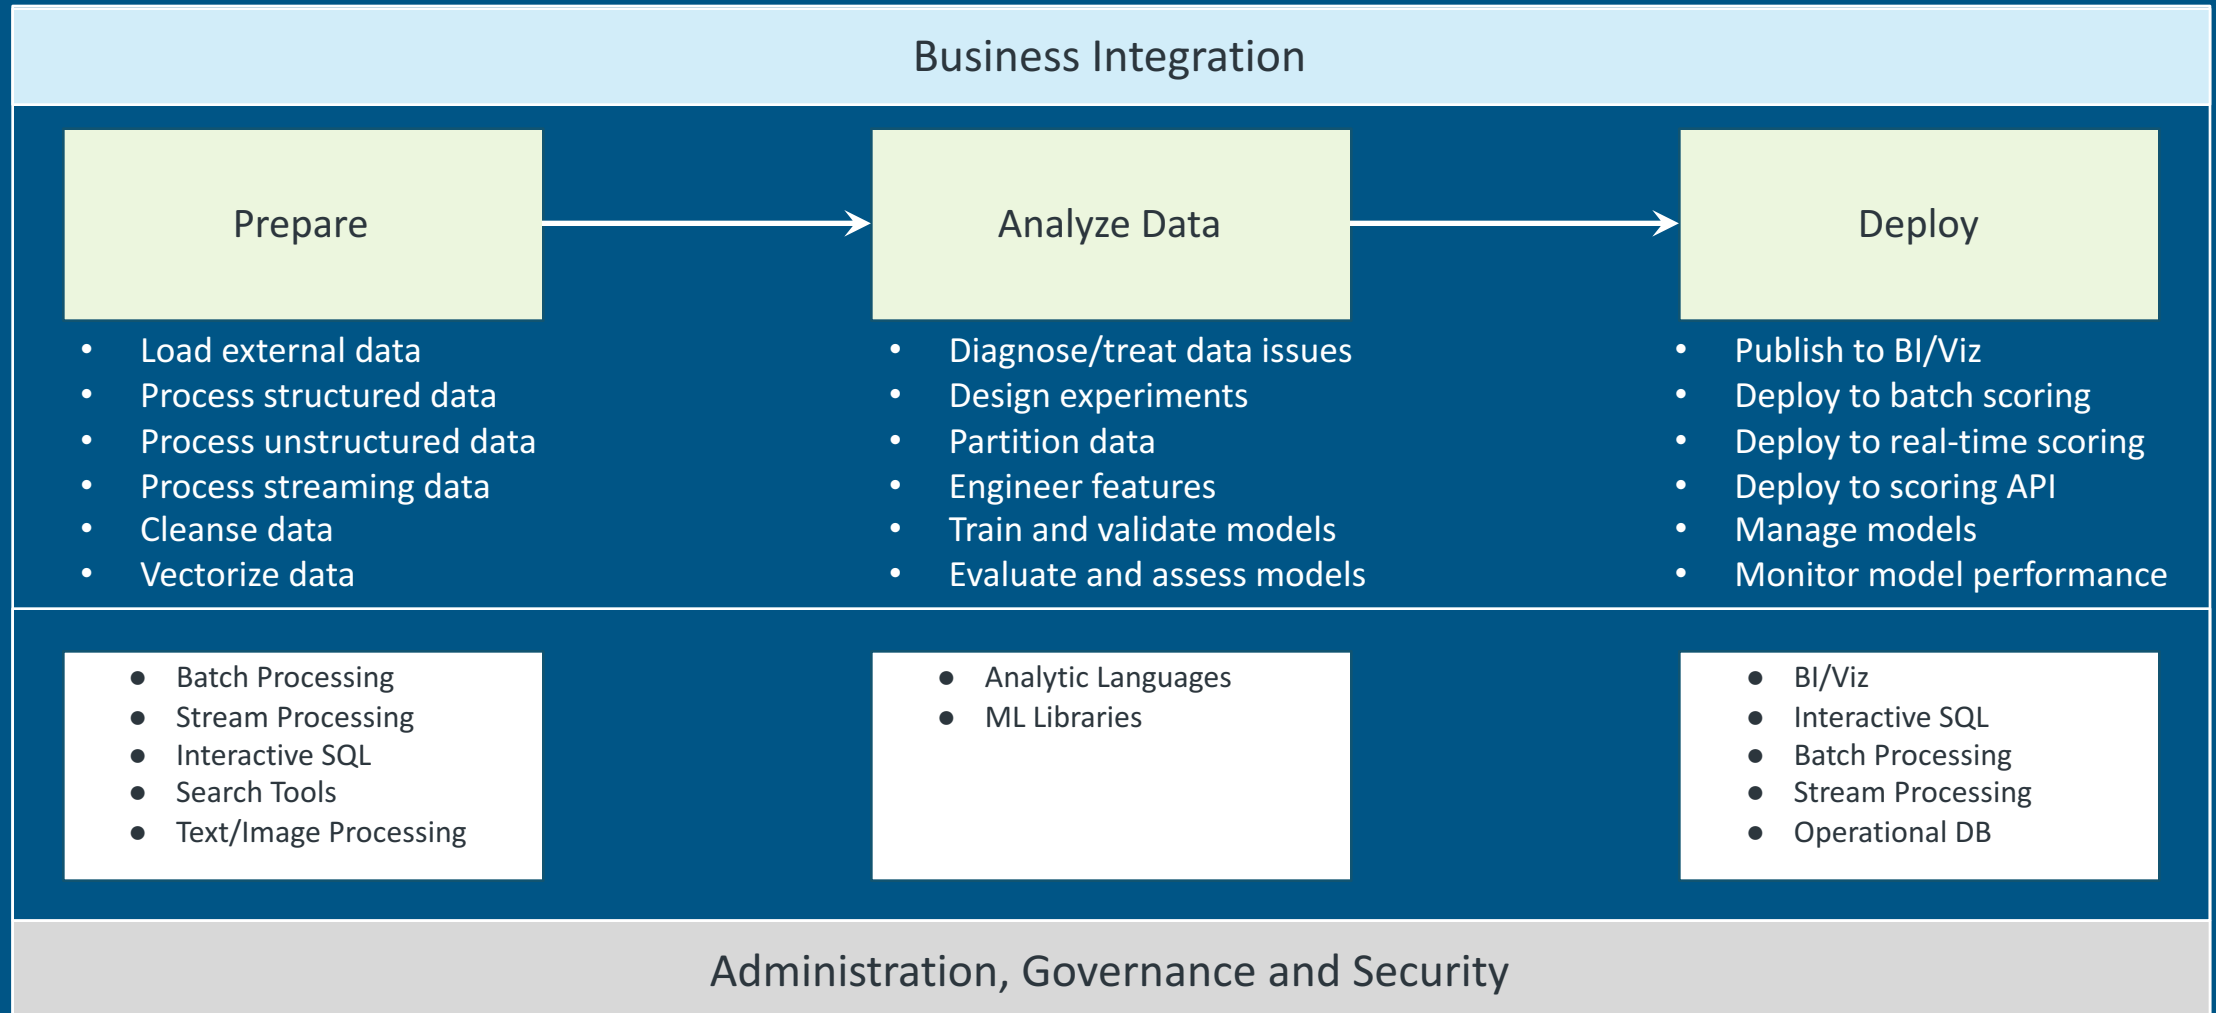 Business Integration
Prepare
• Load external data
• Process structured data
• Process unstructured data
• Process streaming data
• Cleanse data
• Vectorize data
Analyze Data
• Diagnose/treat data issues
• Design experiments
• Partition data
• Engineer features
• Train and validate models
• Evaluate and assess models
Deploy
• Publish to BI/Viz
• Deploy to batch scoring
• Deploy to real-time scoring
• Deploy to scoring API
• Manage models
• Monitor model performance
● Batch Processing
● Stream Processing
● Interactive SQL
● Search Tools
● Text/Image Processing
● Analytic Languages
● ML Libraries
● BI/Viz
● Interactive SQL
● Batch Processing
● Stream Processing
● Operational DB
Administration, Governance and Security